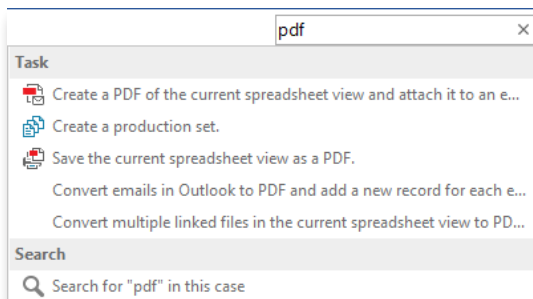 pdf
Task
Create a PDF of the current spreadsheet view and attach it to an e...
Create a production set.
Save the current spreadsheet view as a PDF.
Convert emails in Outlook to PDF and add a new record for each e...
Convert multiple linked files in the current spreadsheet view to PD...
Search
Search for "pdf" in this case